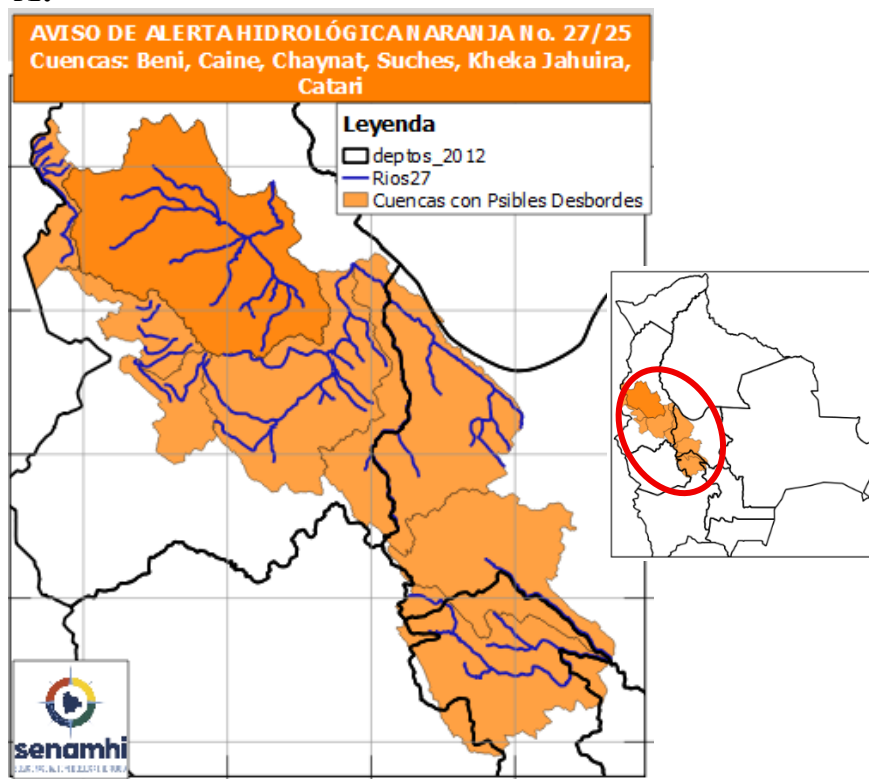 AVISO DE ALERTA HIDROLÓGICA NARANJA No. 27/25
Cuencas: Beni, Caine, Chaynat, Suches, Kheka Jahuira,
Catari
Leyenda
deptos_2012
Rios27
Cuencas con Psibles Desbordes
senamhi